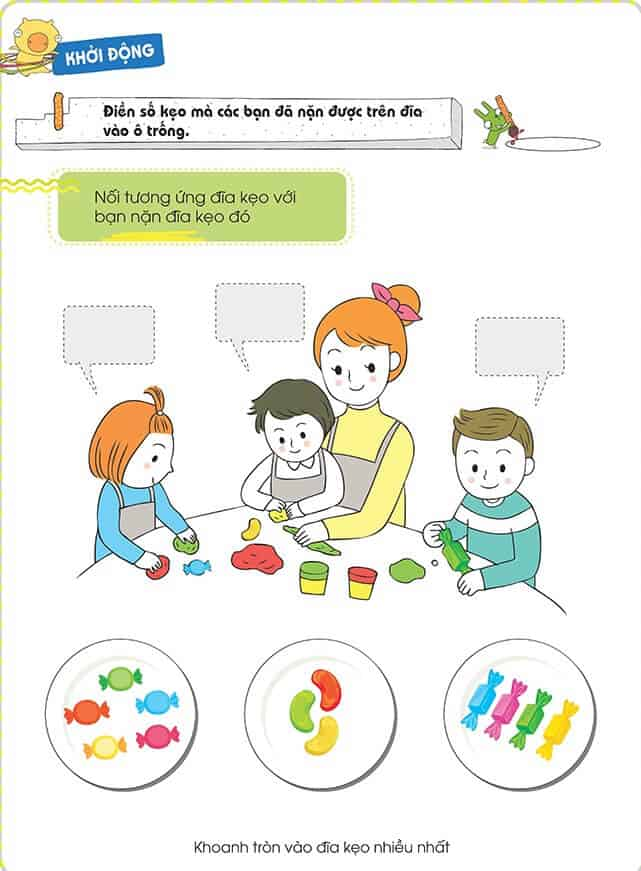 KHỞI ĐỘNG
1
Điền số kẹo mà các bạn đã nặn được trên đĩa
vào ô trống.
Nối tương ứng đĩa kẹo với
bạn nặn đĩa kẹo đó
Khoanh tròn vào đĩa kẹo nhiều nhất